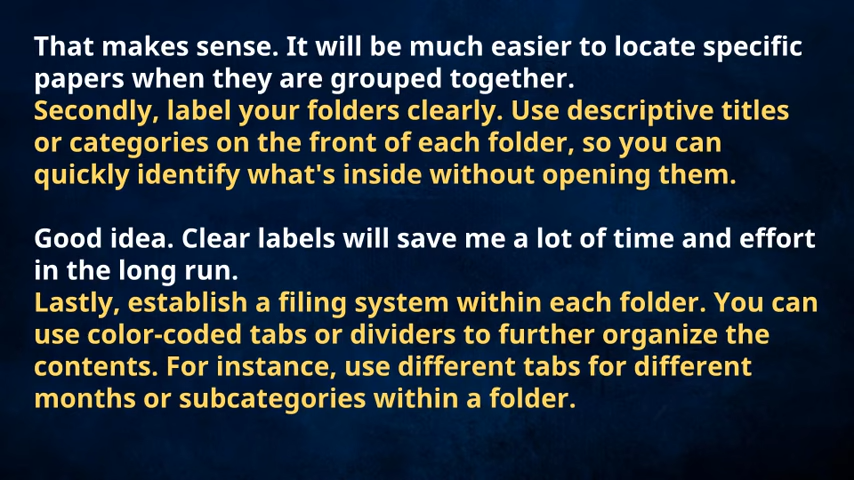 That makes sense. It will be much easier to locate specific
papers when they are grouped together.
Secondly, label your folders clearly. Use descriptive titles
or categories on the front of each folder, so you can
quickly identify what's inside without opening them.
Good idea. Clear labels will save me a lot of time and effort
in the long run.
Lastly, establish a filing system within each folder. You can
use color-coded tabs or dividers to further organize the
contents. For instance, use different tabs for different
months or subcategories within a folder.